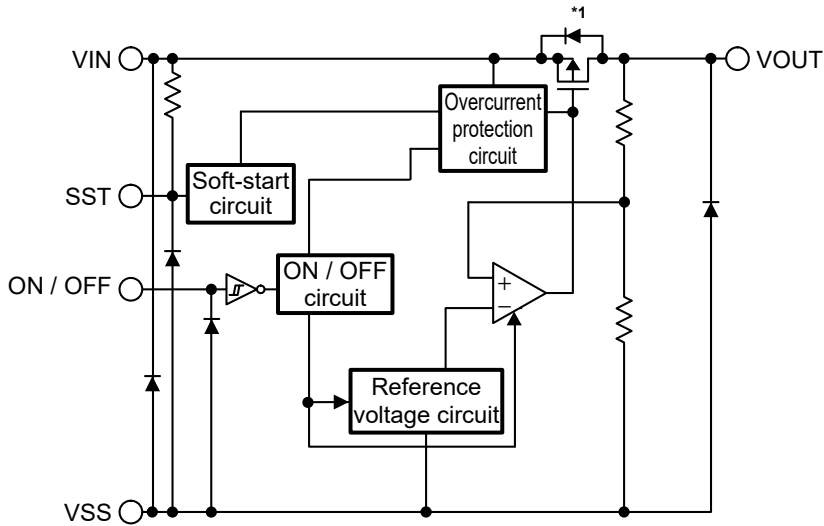 *1
VIN
VOUT
Overcurrent
protection
circuit
SST
Soft-start
circuit
ON / OFF
ON / OFF
circuit
+
−
Reference
voltage circuit
VSS